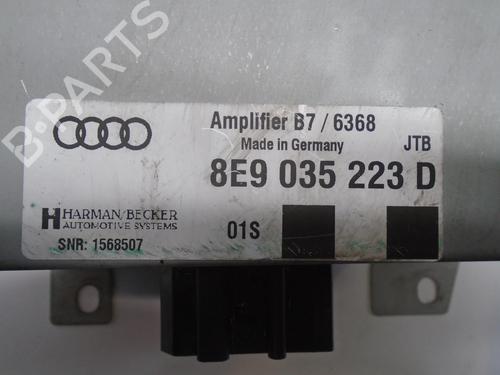 B-PARTS
Amplifier B7 / 6368
Made in Germany
JTB
8E9 035 223 D
HARMAN/BECKER
AUTOMOTIVE SYSTEMS
01S
SNR: 1568507